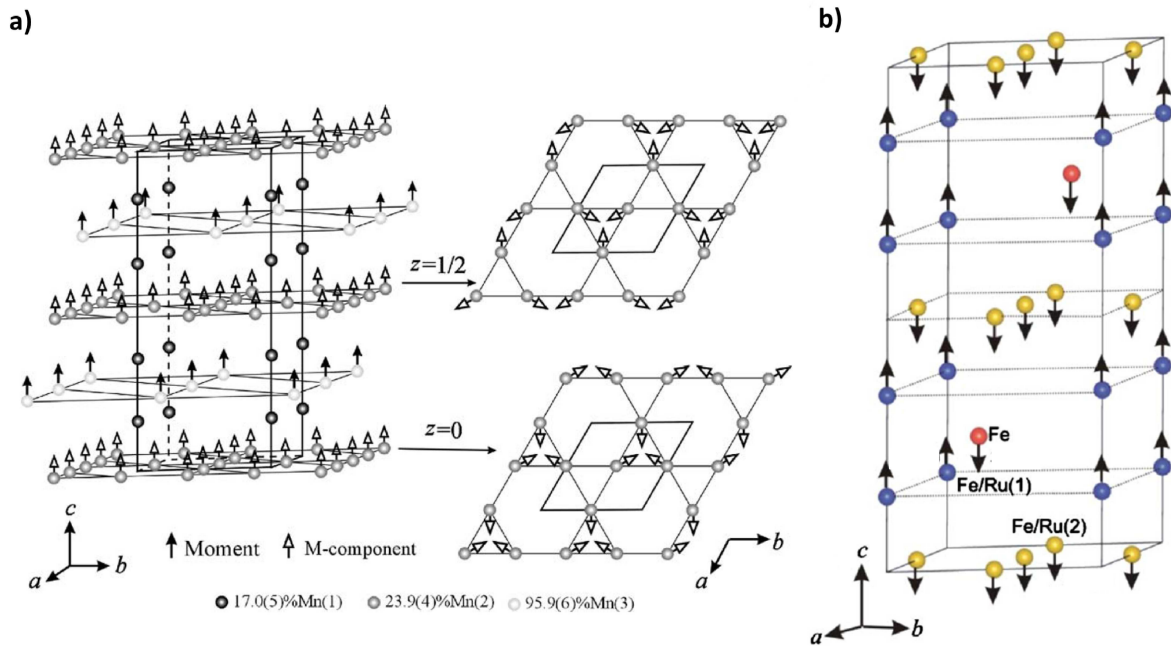 a)
b)
z=1/2
z=0
c
a
b
Moment
M-component
a
b
17.0(5)%Mn(1)
23.9(4)%Mn(2)
95.9(6)%Mn(3)
Fe
Fe/Ru(1)
Fe/Ru(2)
c
a
b